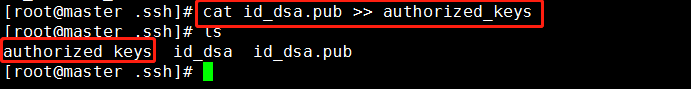 [root@master .ssh]# cat id_dsa.pub >> authorized_keys
[root@master .ssh]# ls
authorized_keys id_dsa id_dsa.pub
[root@master .ssh]#